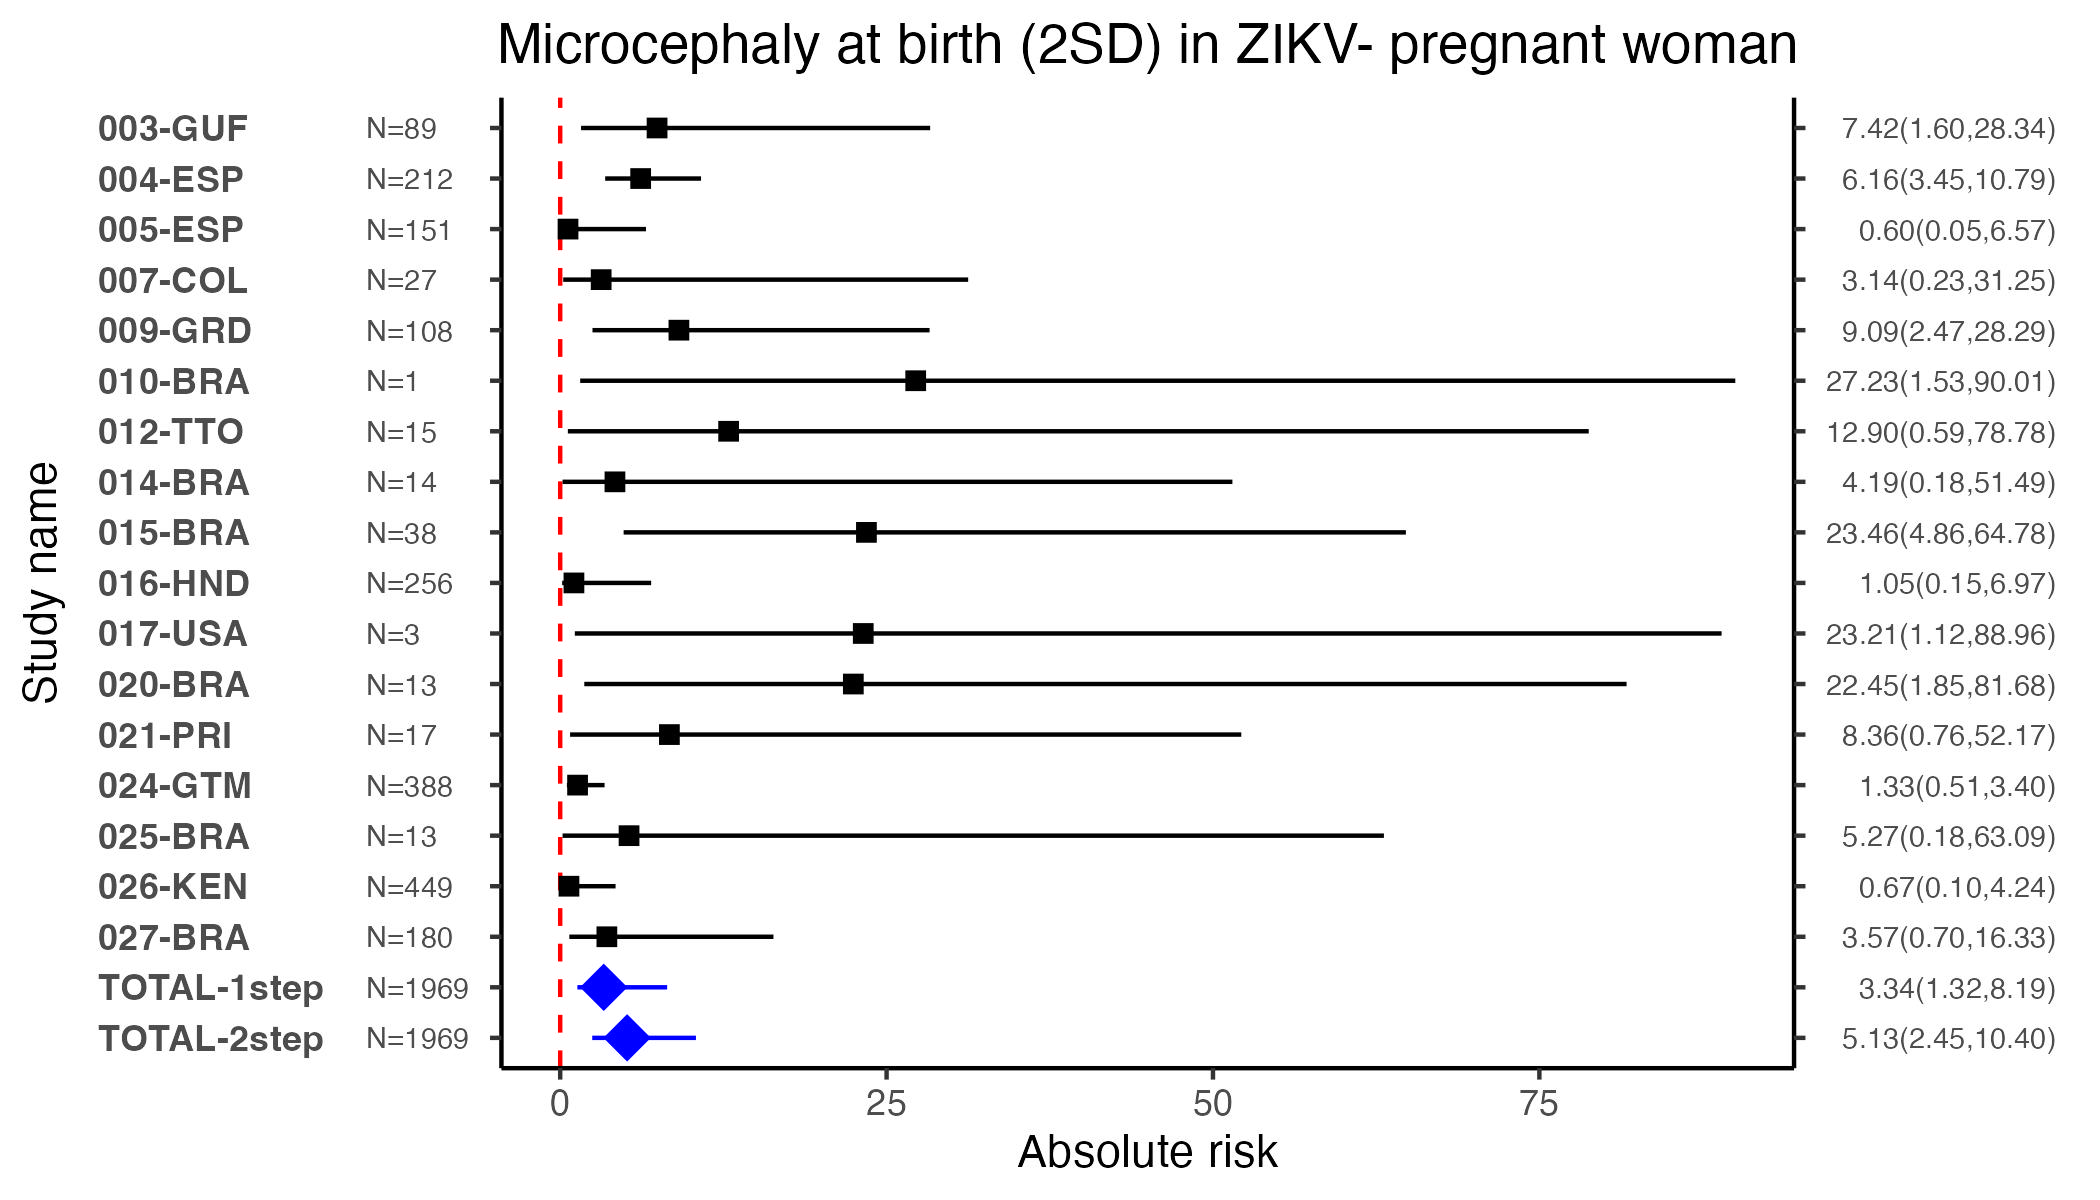 Microcephaly at birth (2SD) in ZIKV- pregnant woman
003-GUF N=89 7.42(1.60,28.34)
004-ESP N=212 6.16(3.45,10.79)
005-ESP N=151 0.60(0.05,6.57)
007-COL N=27 3.14(0.23,31.25)
009-GRD N=108 9.09(2.47,28.29)
010-BRA N=1 27.23(1.53,90.01)
012-TTO N=15 12.90(0.59,78.78)
014-BRA N=14 4.19(0.18,51.49)
015-BRA N=38 23.46(4.86,64.78)
016-HND N=256 1.05(0.15,6.97)
017-USA N=3 23.21(1.12,88.96)
020-BRA N=13 22.45(1.85,81.68)
021-PRI N=17 8.36(0.76,52.17)
024-GTM N=388 1.33(0.51,3.40)
025-BRA N=13 5.27(0.18,63.09)
026-KEN N=449 0.67(0.10,4.24)
027-BRA N=180 3.57(0.70,16.33)
TOTAL-1step N=1969 3.34(1.32,8.19)
TOTAL-2step N=1969 5.13(2.45,10.40)
Study name
0 25 50 75
Absolute risk